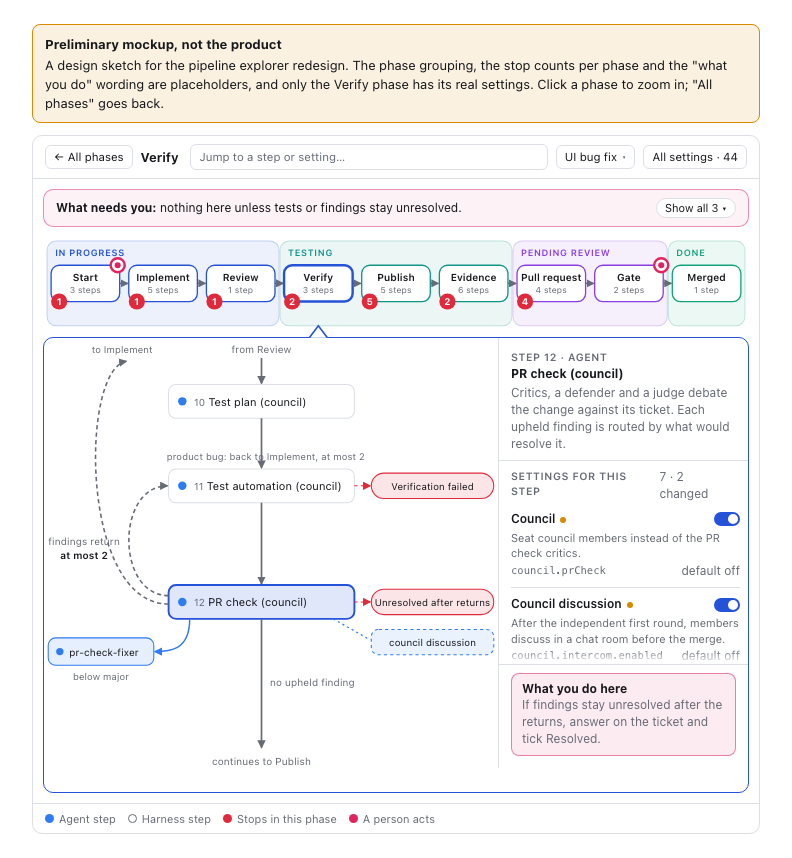 Preliminary mockup, not the product
A design sketch for the pipeline explorer redesign. The phase grouping, the stop counts per phase and the "what
you do" wording are placeholders, and only the Verify phase has its real settings. Click a phase to zoom in; "All
phases" goes back.
← All phases
Verify
Jump to a step or setting...
UI bug fix
All settings · 44
What needs you: nothing here unless tests or findings stay unresolved.
Show all 3
IN PROGRESS
TESTING
PENDING REVIEW
DONE
Start
3 steps
1
Implement
5 steps
1
Review
1 step
1
Verify
3 steps
2
Publish
5 steps
5
Evidence
6 steps
2
Pull request
4 steps
4
Gate
2 steps
Merged
1 step
to Implement
from Review
10 Test plan (council)
product bug: back to Implement, at most 2
11 Test automation (council)
Verification failed
findings return
at most 2
12 PR check (council)
Unresolved after returns
council discussion
pr-check-fixer
below major
no upheld finding
continues to Publish
STEP 12 · AGENT
PR check (council)
Critics, a defender and a judge debate
the change against its ticket. Each
upheld finding is routed by what would
resolve it.
SETTINGS FOR THIS
STEP
7 · 2
changed
Council
Seat council members instead of the PR
check critics.
council.prCheck
default off
Council discussion
After the independent first round, members
discuss in a chat room before the merge.
council.intercom.enabled
default off
What you do here
If findings stay unresolved after the
returns, answer on the ticket and
tick Resolved.
Agent step
Harness step
Stops in this phase
A person acts